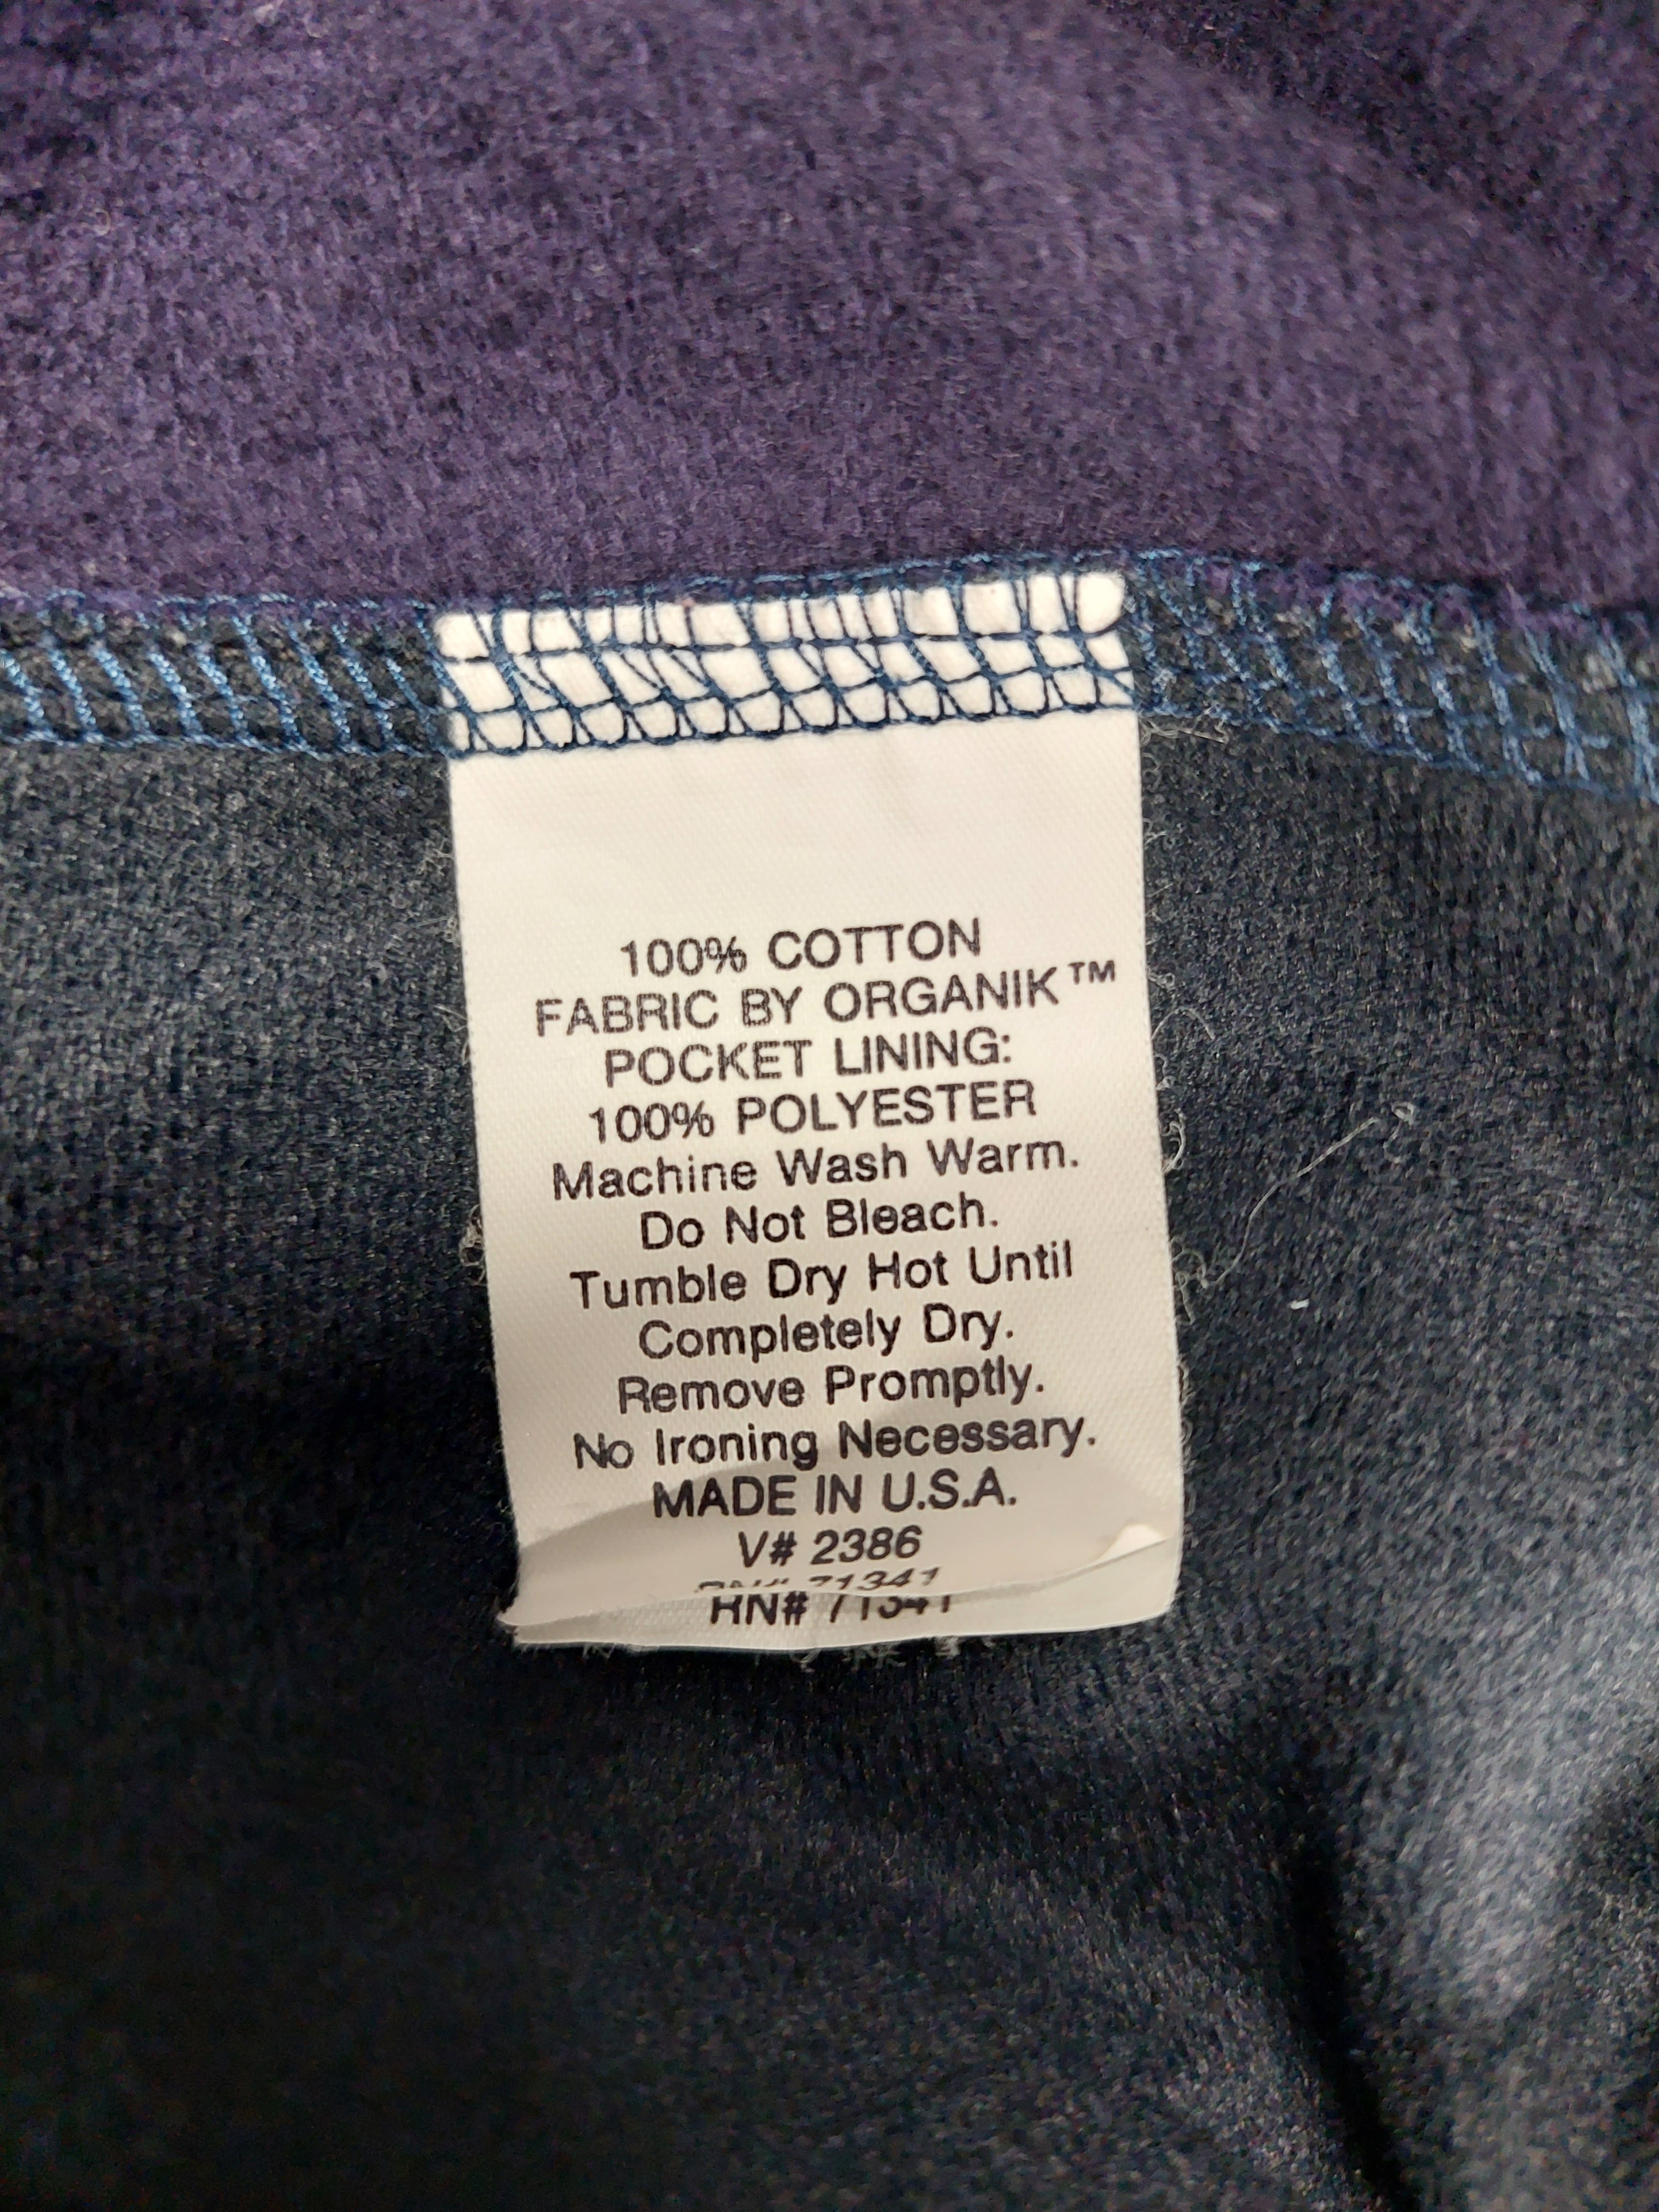 100% COTTON
FABRIC BY ORGANIK™
POCKET LINING:
100% POLYESTER
Machine Wash Warm.
Do Not Bleach.
Tumble Dry Hot Until
Completely Dry.
Remove Promptly.
No Ironing Necessary.
MADE IN U.S.A.
V# 2386
RN# 71341